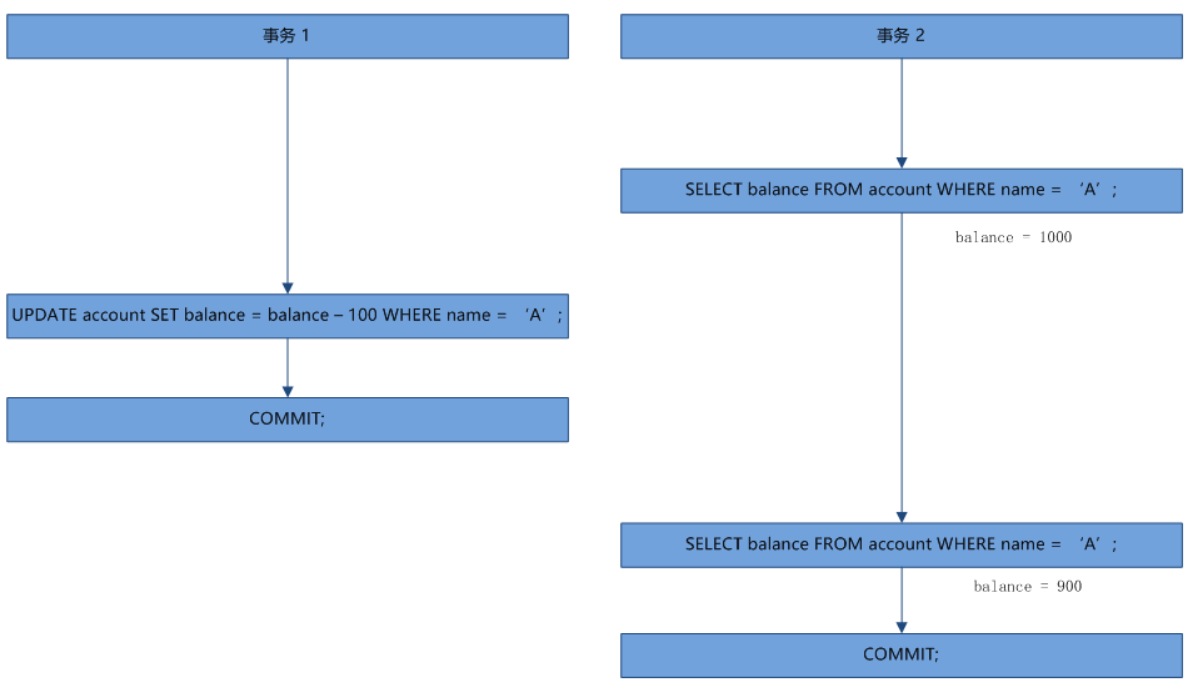 事务 1
事务 2
SELECT balance FROM account WHERE name = ‘A’;
balance = 1000
UPDATE account SET balance = balance – 100 WHERE name = ‘A’;
COMMIT;
SELECT balance FROM account WHERE name = ‘A’;
balance = 900
COMMIT;